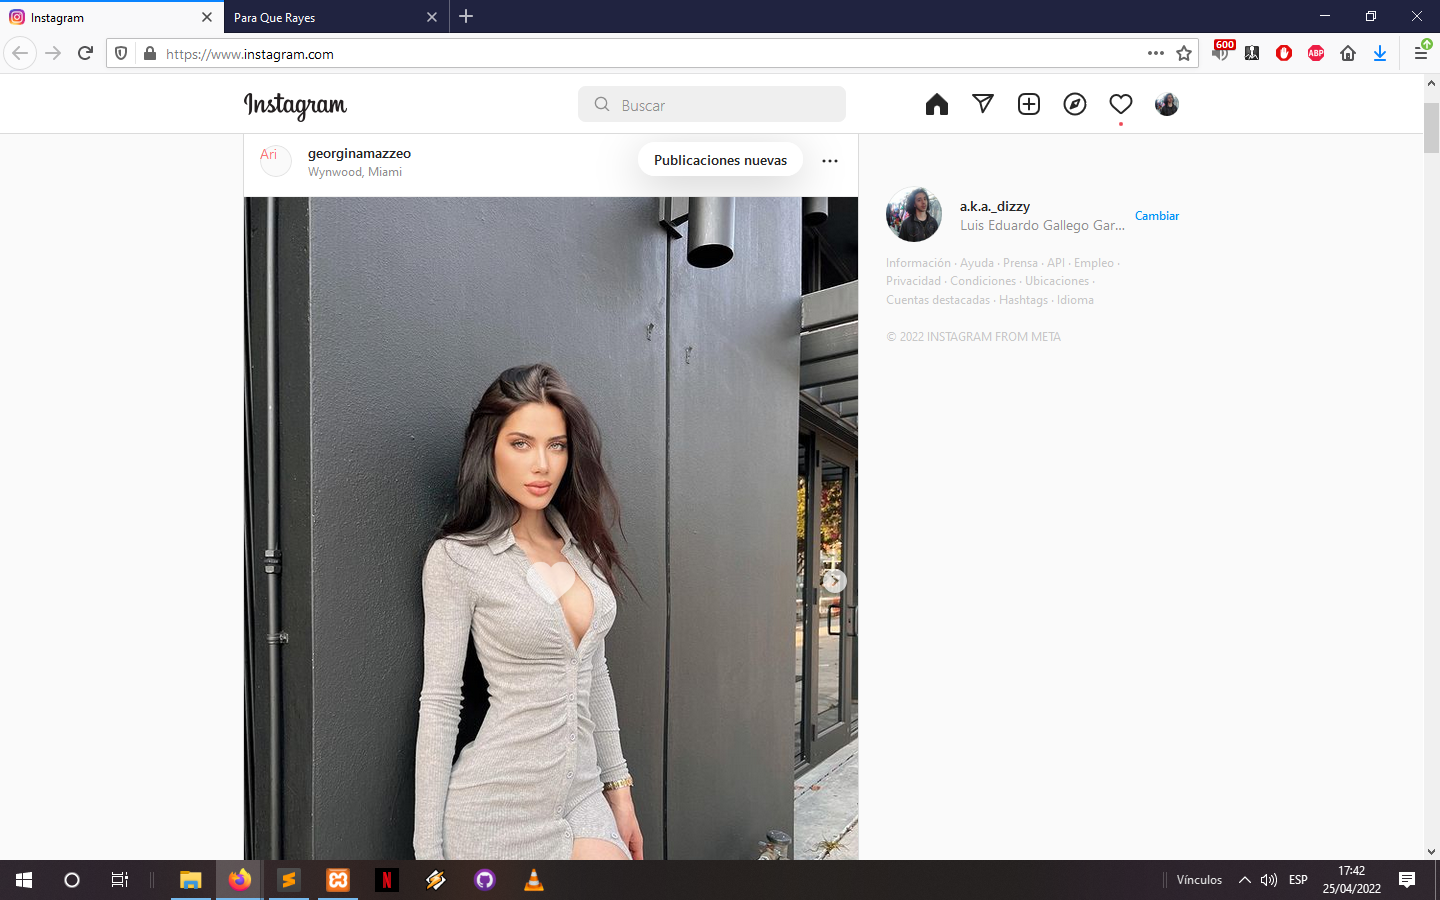 Instagram
Para Que Rayes
https://www.instagram.com
600
ABP
Instagram
Buscar
Ari
georginamazzeo
Wynwood, Miami
Publicaciones nuevas
a.k.a._dizzy
Luis Eduardo Gallego Gar...
Cambiar
Información · Ayuda · Prensa · API · Empleo ·
Privacidad · Condiciones · Ubicaciones ·
Cuentas destacadas · Hashtags · Idioma
© 2022 INSTAGRAM FROM META
N
Vínculos
ESP
17:42
25/04/2022